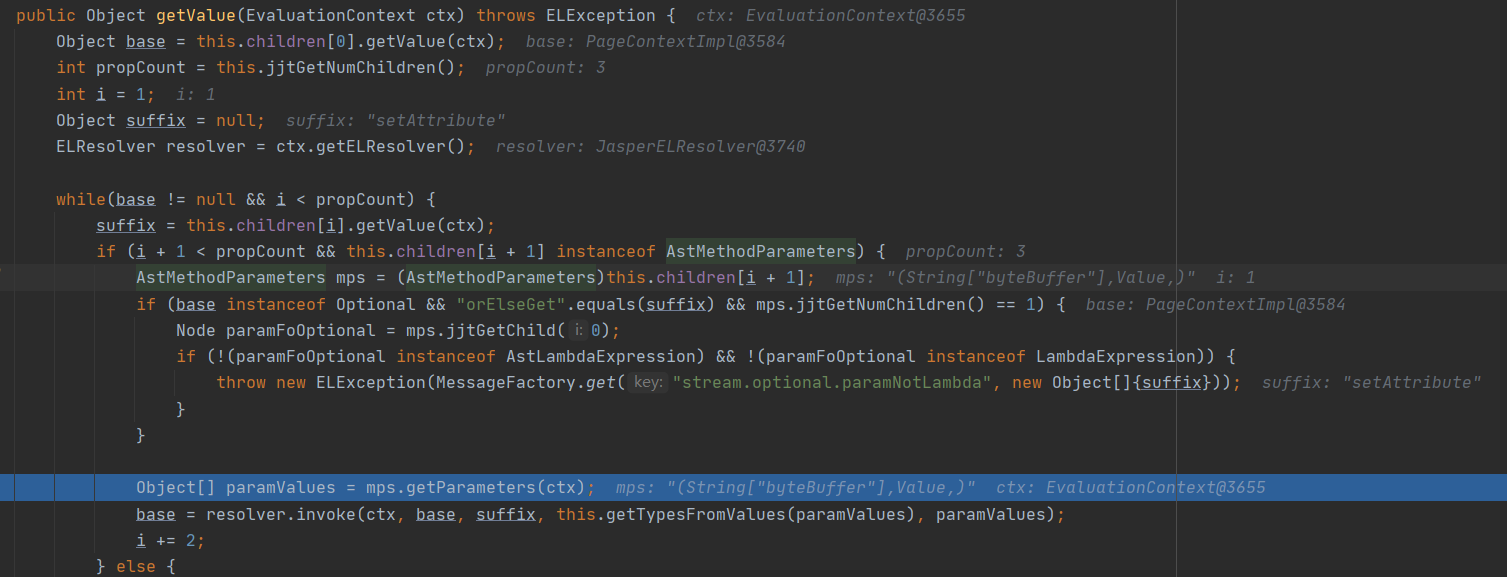 public Object getValue(EvaluationContext ctx) throws ELException {  ctx: EvaluationContext@3655
    Object base = this.children[0].getValue(ctx);  base: PageContextImpl@3584
    int propCount = this.jjtGetNumChildren();  propCount: 3
    int i = 1;  i: 1
    Object suffix = null;  suffix: "setAttribute"
    ELResolver resolver = ctx.getELResolver();  resolver: JasperELResolver@3740
    while(base != null && i < propCount) {
        suffix = this.children[i].getValue(ctx);
        if (i + 1 < propCount && this.children[i + 1] instanceof AstMethodParameters) {  propCount: 3
            AstMethodParameters mps = (AstMethodParameters)this.children[i + 1];  mps: "(String["byteBuffer"],Value,)"  i: 1
            if (base instanceof Optional && "orElseGet".equals(suffix) && mps.jjtGetNumChildren() == 1) {  base: PageContextImpl@3584
                Node paramFoOptional = mps.jjtGetChild( i: 0);
                if (!(paramFoOptional instanceof AstLambdaExpression) && !(paramFoOptional instanceof LambdaExpression)) {
                    throw new ELException(MessageFactory.get( key: "stream.optional.paramNotLambda", new Object[]{suffix}));  suffix: "setAttribute"
                }
            }
            Object[] paramValues = mps.getParameters(ctx);  mps: "(String["byteBuffer"],Value,)"  ctx: EvaluationContext@3655
            base = resolver.invoke(ctx, base, suffix, this.getTypesFromValues(paramValues), paramValues);
            i += 2;
        } else {